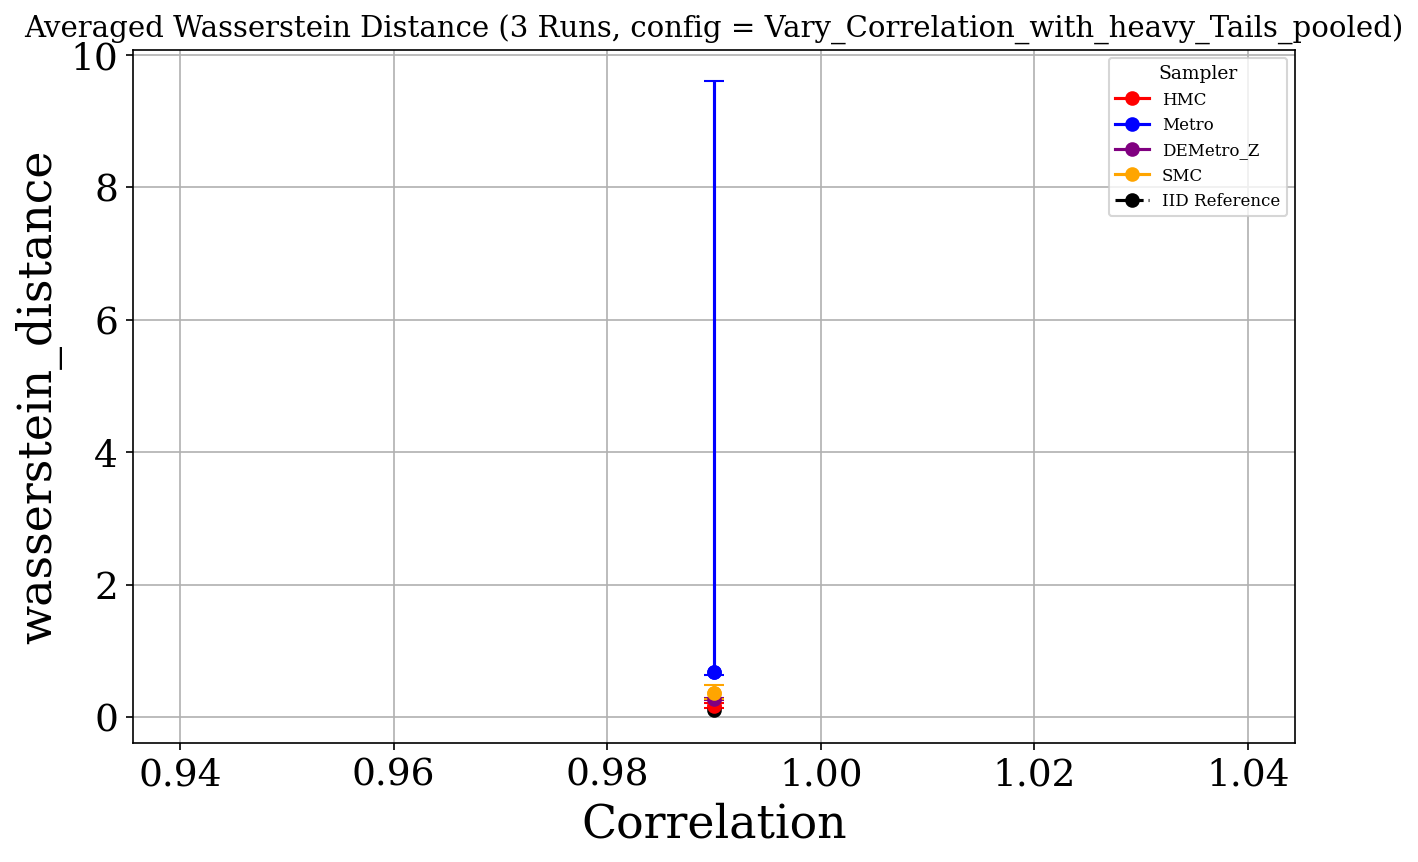 Averaged Wasserstein Distance (3 Runs, config = Vary_Correlation_with_heavy_Tails_pooled)
10
8
6
4
2
0
wasserstein_distance
0.94 0.96 0.98 1.00 1.02 1.04
Correlation
Sampler
HMC
Metro
DEMetro_Z
SMC
IID Reference